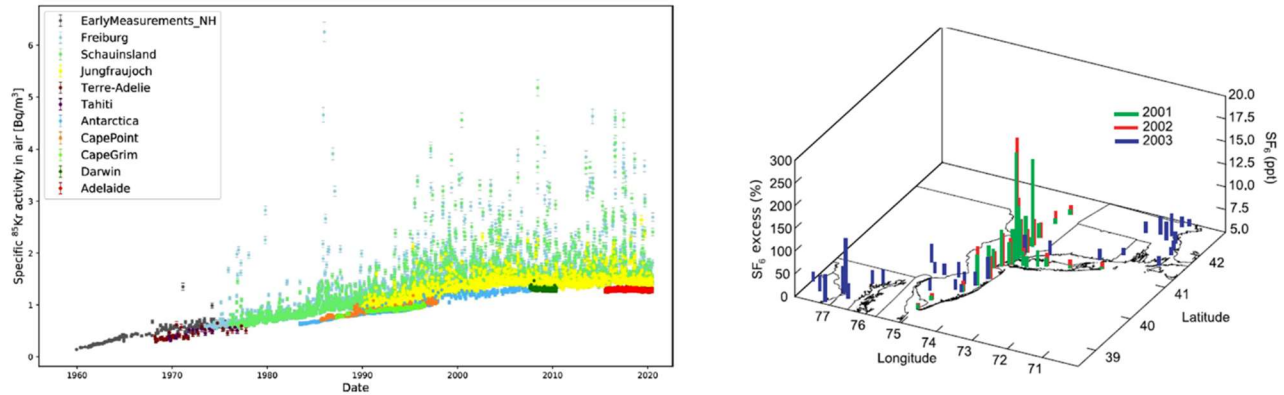 EarlyMeasurements_NH
Freiburg
Schauinsland
Jungfraujoch
Terre-Adelie
Tahiti
Antarctica
CapePoint
CapeGrim
Darwin
Adelaide
Specific ⁸⁵Kr activity in air [Bq/m³]
6
5
4
3
2
1
0
1960 1970 1980 1990 2000 2010 2020
Date
2001
2002
2003
SF₆ excess (%)
300
250
200
150
100
50
0
SF₆ (ppt)
20.0
17.5
15.0
12.5
10.0
7.5
5.0
77 76 75 74 73 72 71
Longitude
42
41
40
39
Latitude